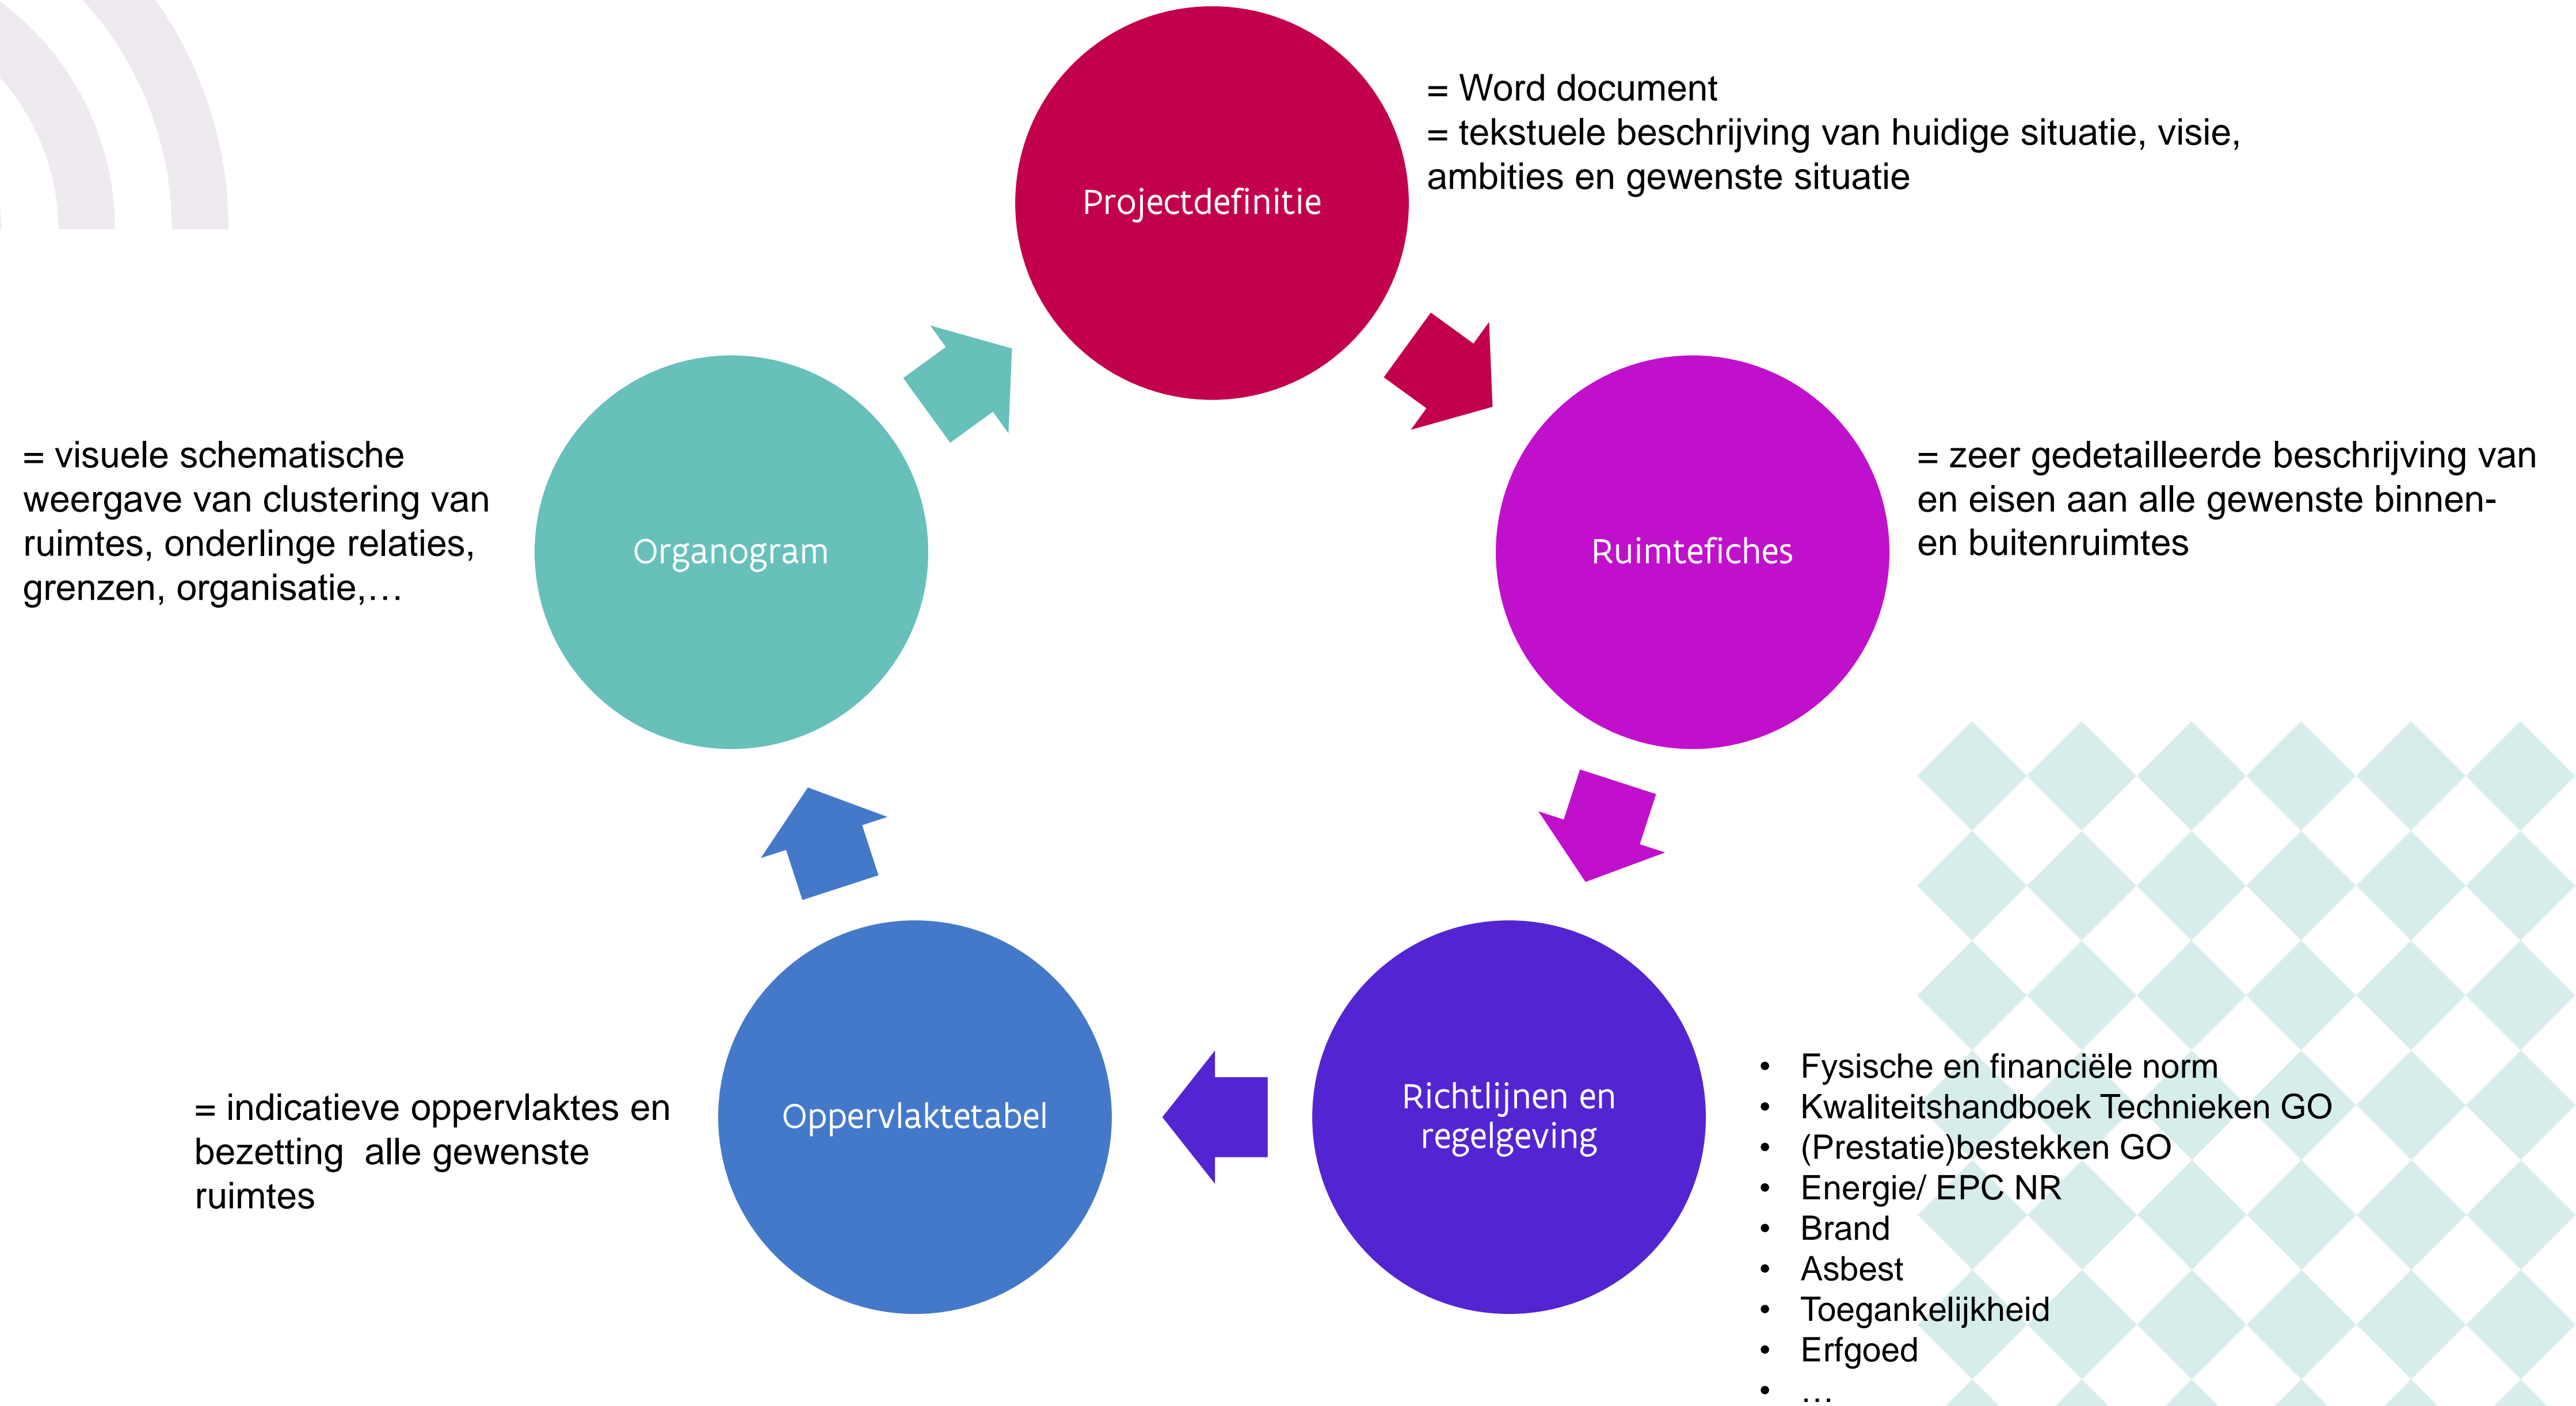 Projectdefinitie
= Word document
= tekstuele beschrijving van huidige situatie, visie,
ambities en gewenste situatie
Ruimtefiches
= zeer gedetailleerde beschrijving van
en eisen aan alle gewenste binnen-
en buitenruimtes
Richtlijnen en
regelgeving
• Fysische en financiële norm
• Kwaliteitshandboek Technieken GO
• (Prestatie)bestekken GO
• Energie/ EPC NR
• Brand
• Asbest
• Toegankelijkheid
• Erfgoed
• …
Oppervlaktetabel
= indicatieve oppervlaktes en
bezetting  alle gewenste
ruimtes
Organogram
= visuele schematische
weergave van clustering van
ruimtes, onderlinge relaties,
grenzen, organisatie,…